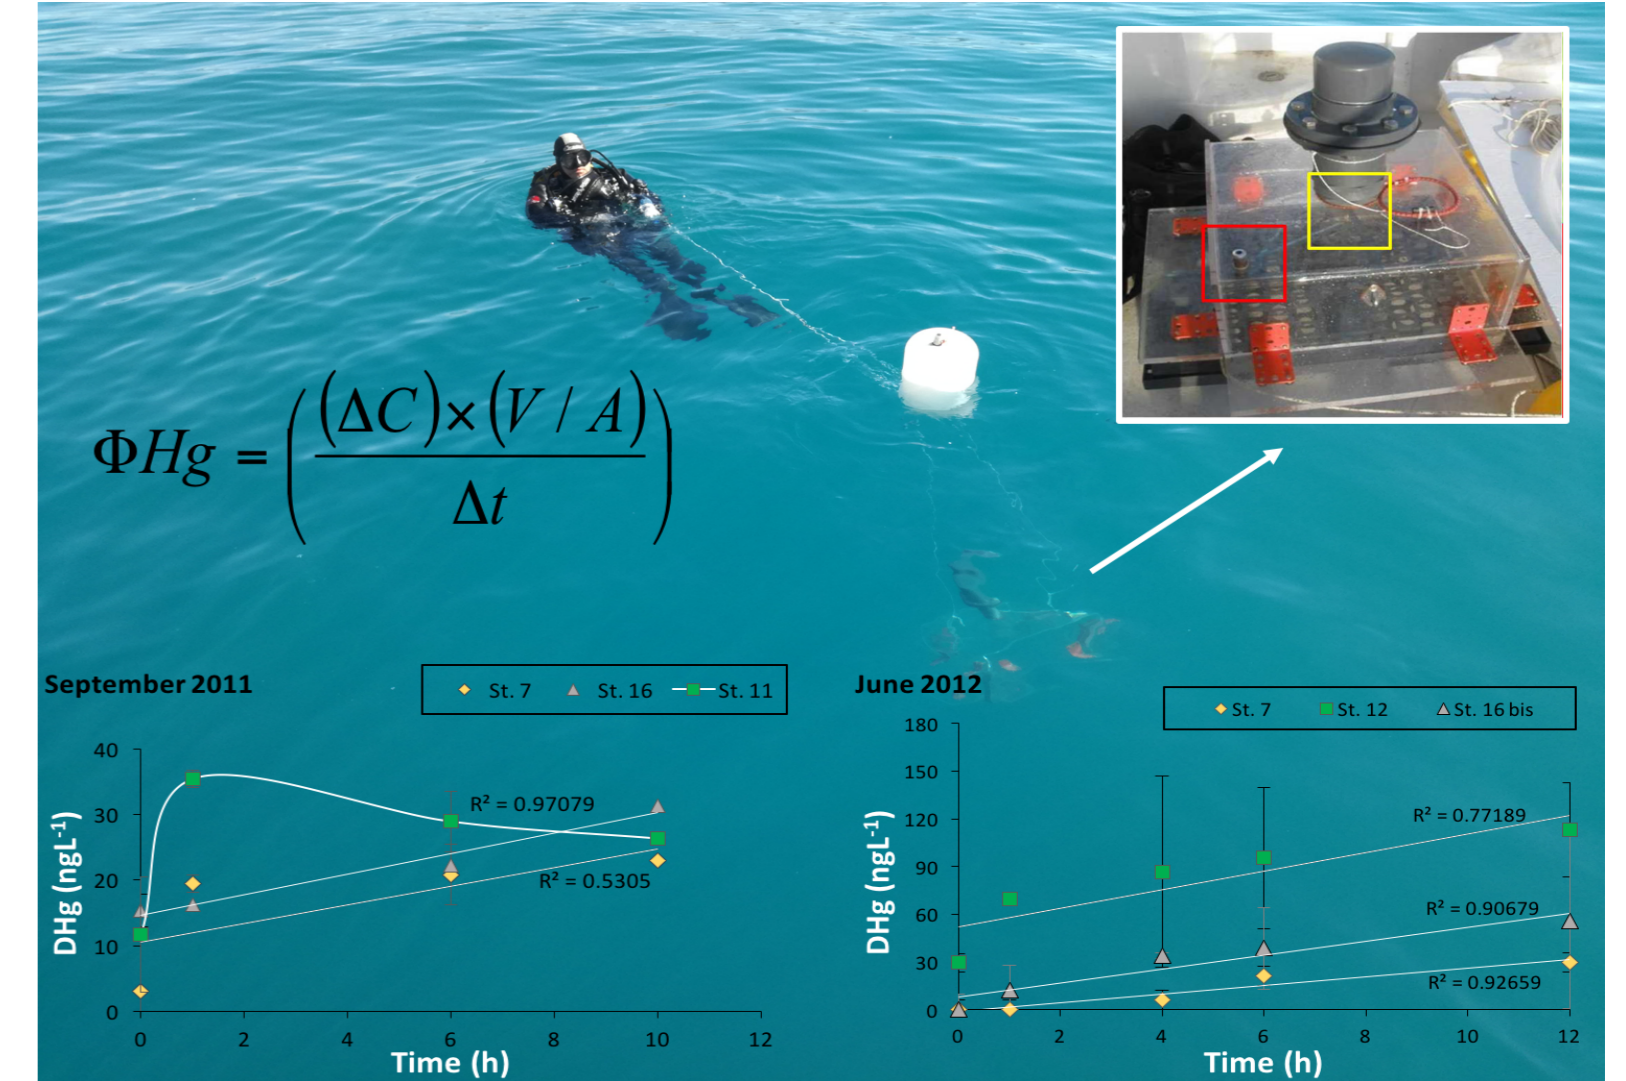 ΦHg = ( (ΔC)×(V / A) / Δt )
September 2011
St. 7 St. 16 St. 11
40
30
20
10
0
DHg (ngL⁻¹)
R² = 0.97079
R² = 0.5305
0 2 4 6 8 10 12
Time (h)
June 2012
St. 7 St. 12 St. 16 bis
180
150
120
90
60
30
0
DHg (ngL⁻¹)
R² = 0.77189
R² = 0.90679
R² = 0.92659
0 2 4 6 8 10 12
Time (h)